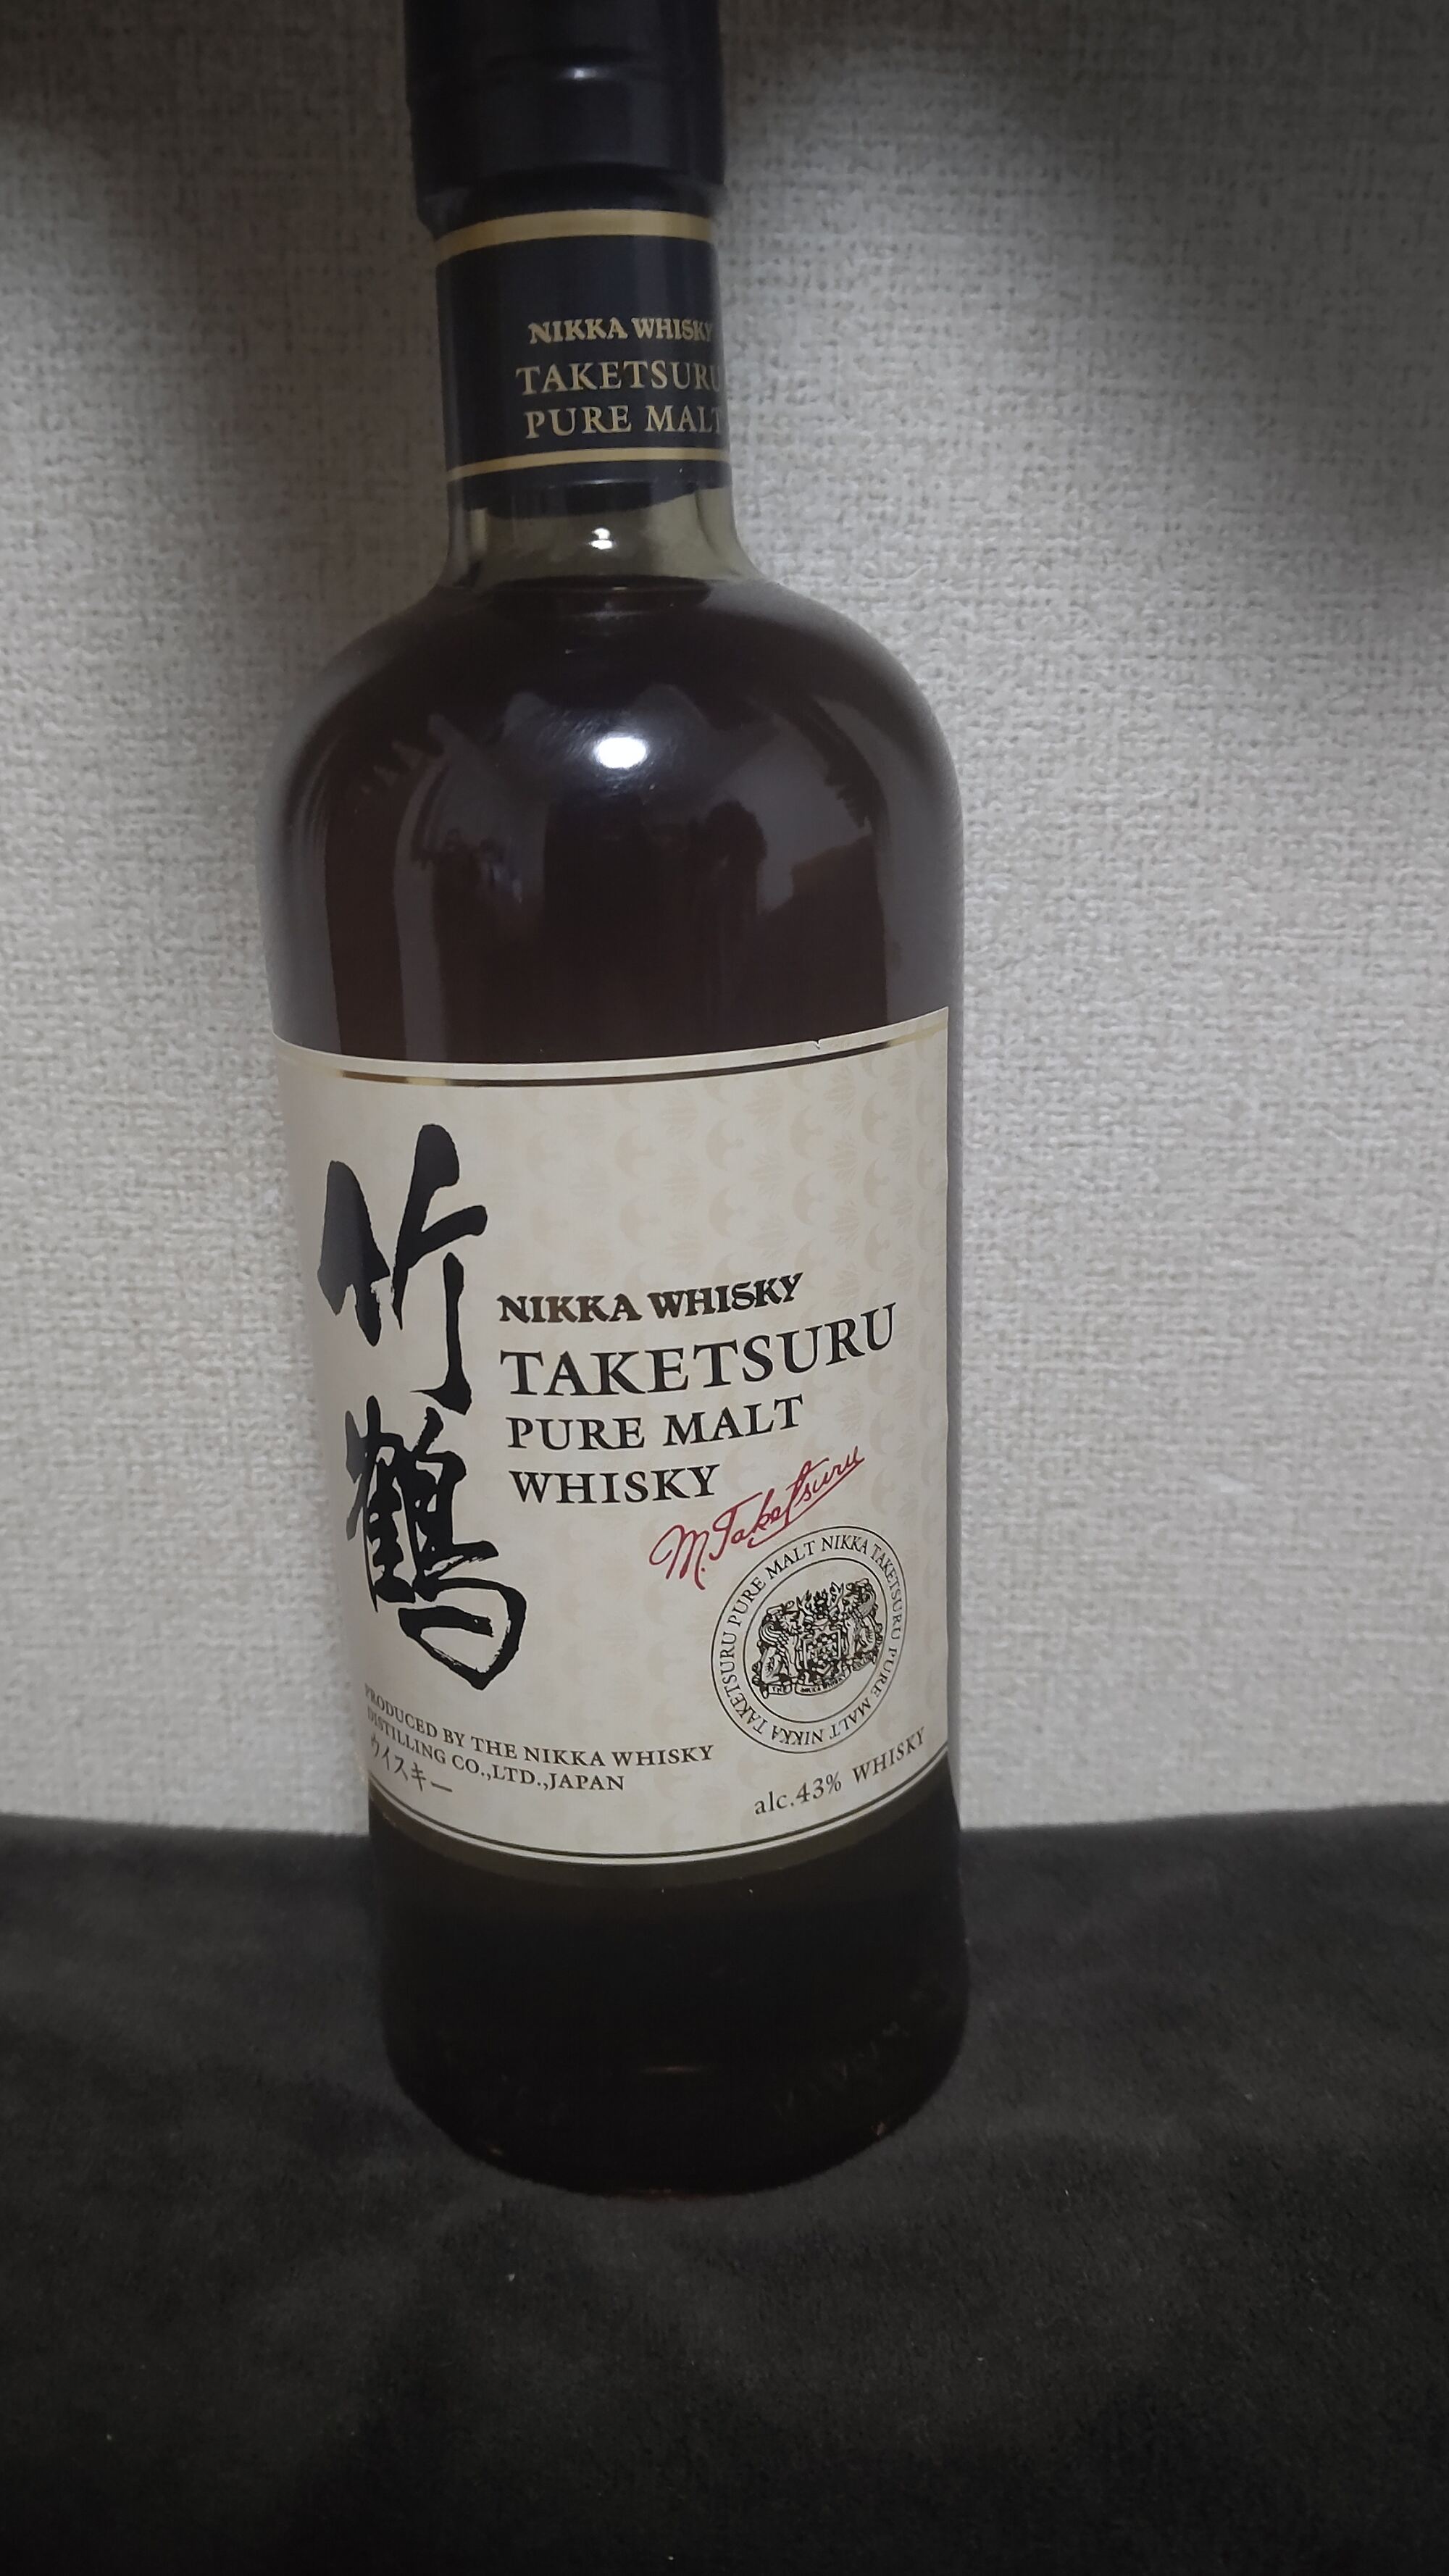 NIKKA WHISKY
TAKETSURU
PURE MALT
竹鶴
NIKKA WHISKY
TAKETSURU
PURE MALT
WHISKY
M.Taketsuru
NIKKA TAKETSURU PURE MALT NIKKA TAKETSURU PURE MALT
PRODUCED BY THE NIKKA WHISKY
DISTILLING CO.,LTD.,JAPAN
ウイスキー
alc.43% WHISKY